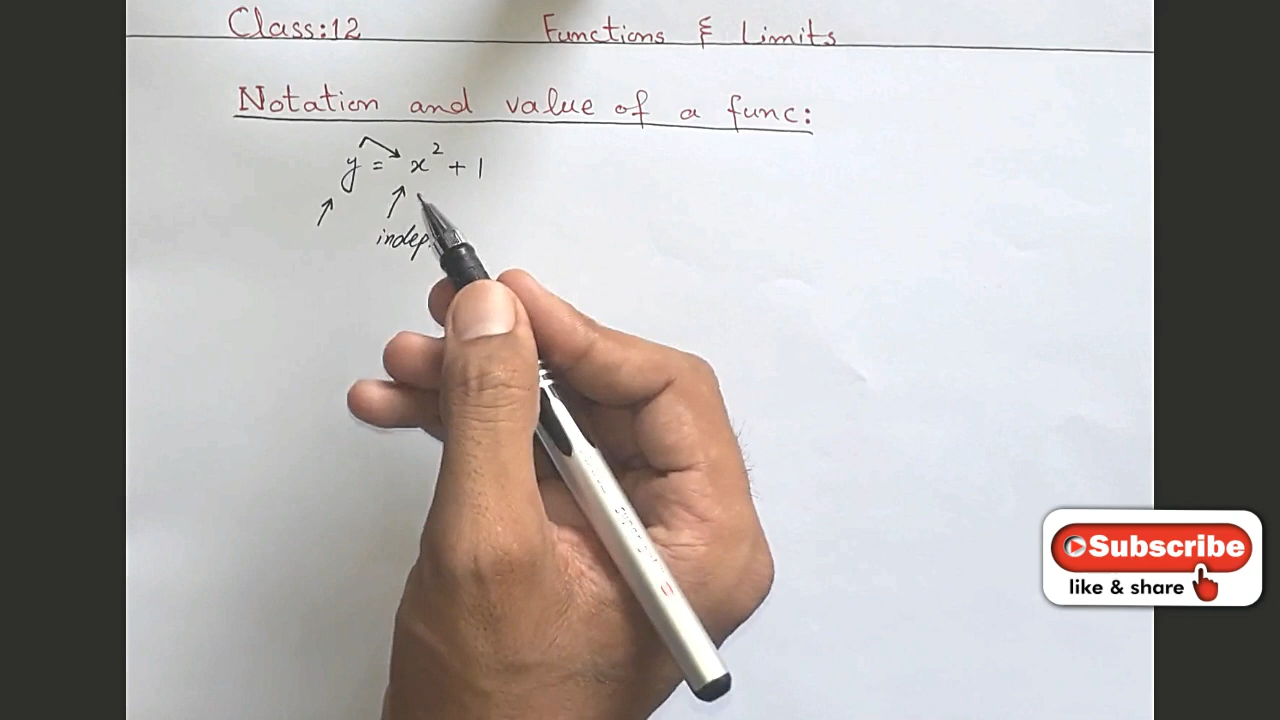 Class:12 Functions & Limits
Notation and value of a func:
y = x² + 1
indep.
Subscribe
like & share